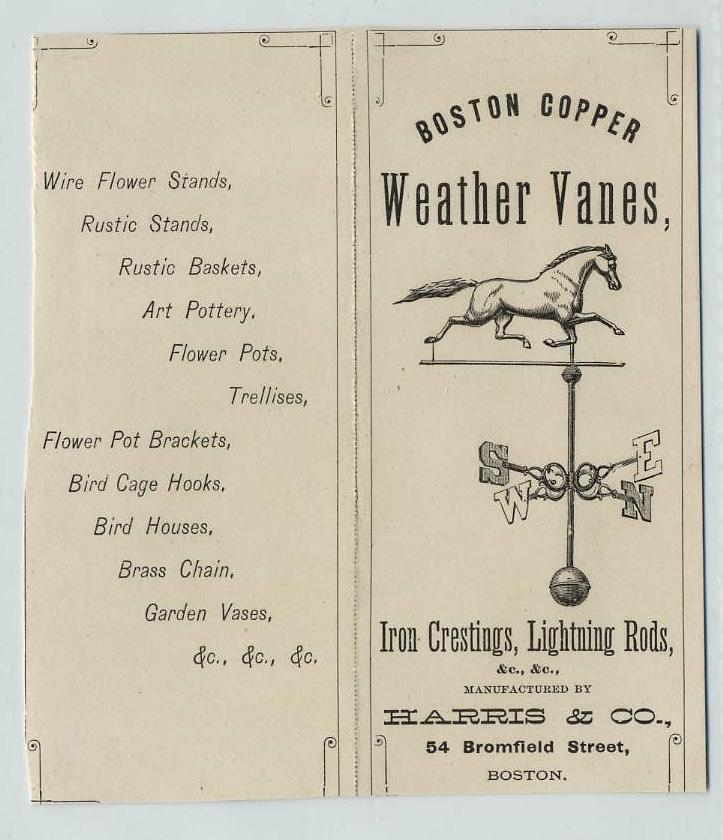 Wire Flower Stands,
Rustic Stands,
Rustic Baskets,
Art Pottery,
Flower Pots,
Trellises,
Flower Pot Brackets,
Bird Cage Hooks,
Bird Houses,
Brass Chain,
Garden Vases,
&c., &c., &c.
BOSTON COPPER
Weather Vanes,
S E
W N
Iron Crestings, Lightning Rods,
&c., &c.,
MANUFACTURED BY
HARRIS & CO.,
54 Bromfield Street,
BOSTON.